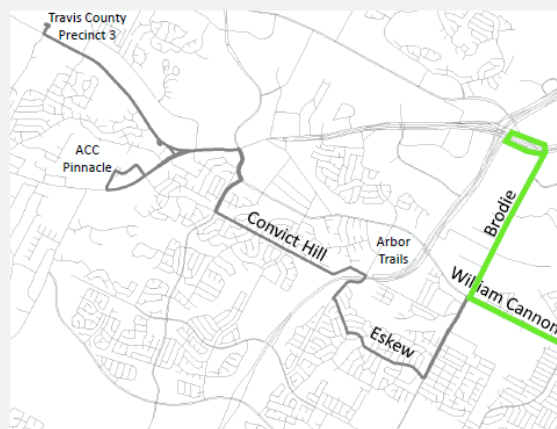 Travis County
Precinct 3
ACC
Pinnacle
Convict Hill
Arbor
Trails
Brodie
William Cannon
Eskew